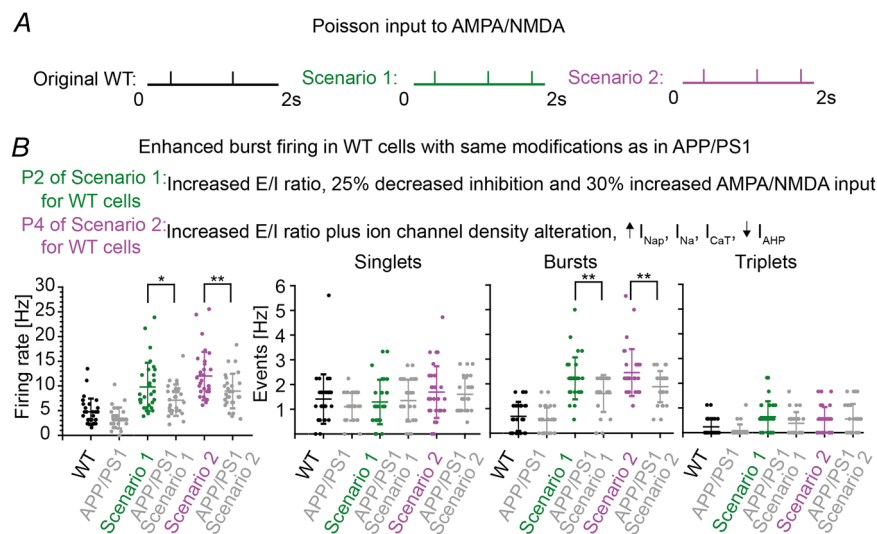 A
Poisson input to AMPA/NMDA
Original WT:
0
2s
Scenario 1:
0
2s
Scenario 2:
0
2s
B
Enhanced burst firing in WT cells with same modifications as in APP/PS1
P2 of Scenario 1: Increased E/I ratio, 25% decreased inhibition and 30% increased AMPA/NMDA input
for WT cells
P4 of Scenario 2: Increased E/I ratio plus ion channel density alteration, ↑ I_Nap, I_Na, I_CaT, ↓ I_AHP
for WT cells
Firing rate [Hz]
30
25
20
15
10
5
0
*
**
WT
APP/PS1
Scenario 1
APP/PS1
Scenario 1
Scenario 2
APP/PS1
Scenario 2
Singlets
Events [Hz]
6
5
4
3
2
1
WT
APP/PS1
Scenario 1
APP/PS1
Scenario 1
Scenario 2
APP/PS1
Scenario 2
Bursts
**
**
WT
APP/PS1
Scenario 1
APP/PS1
Scenario 1
Scenario 2
APP/PS1
Scenario 2
Triplets
WT
APP/PS1
Scenario 1
APP/PS1
Scenario 1
Scenario 2
APP/PS1
Scenario 2